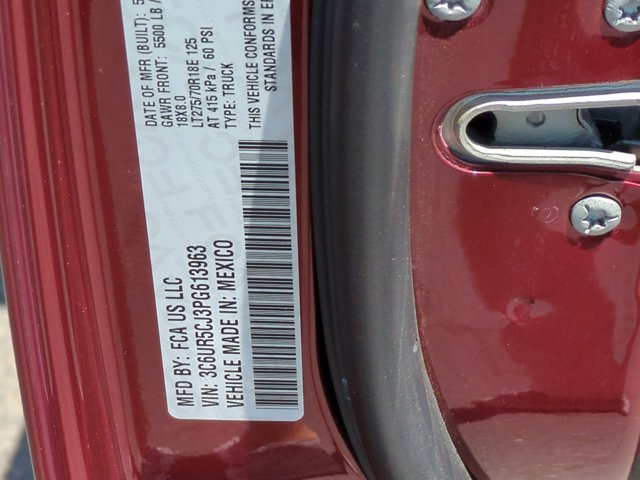 MFD BY: FCA US LLC
VIN: 3C6UR5CJ3PG613963
VEHICLE MADE IN: MEXICO
DATE OF MFR (BUILT): 5
GAWR FRONT: 5500 LB /
18X8.0
LT275/70R18E 125
AT 415 kPa / 60 PSI
TYPE: TRUCK
THIS VEHICLE CONFORMS
STANDARDS IN E